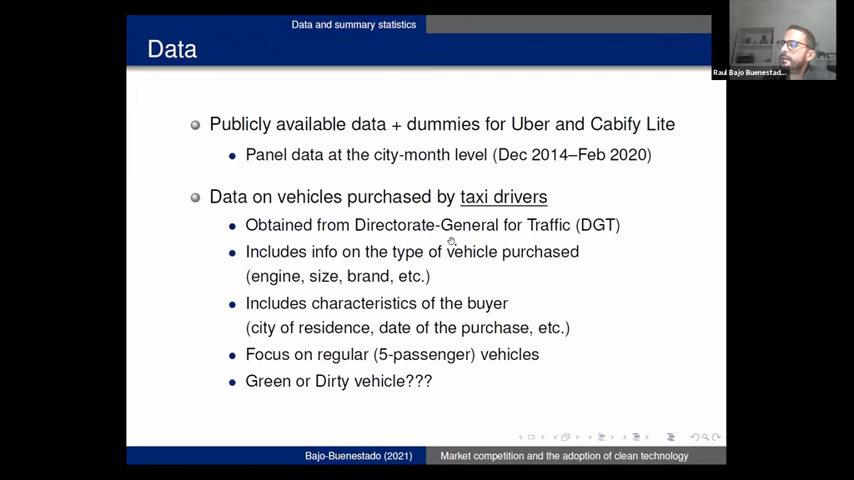 Data and summary statistics
Data
Raul Bajo Buenestad...
Publicly available data + dummies for Uber and Cabify Lite
Panel data at the city-month level (Dec 2014–Feb 2020)
Data on vehicles purchased by taxi drivers
Obtained from Directorate-General for Traffic (DGT)
Includes info on the type of vehicle purchased
(engine, size, brand, etc.)
Includes characteristics of the buyer
(city of residence, date of the purchase, etc.)
Focus on regular (5-passenger) vehicles
Green or Dirty vehicle???
Bajo-Buenestado (2021)
Market competition and the adoption of clean technology